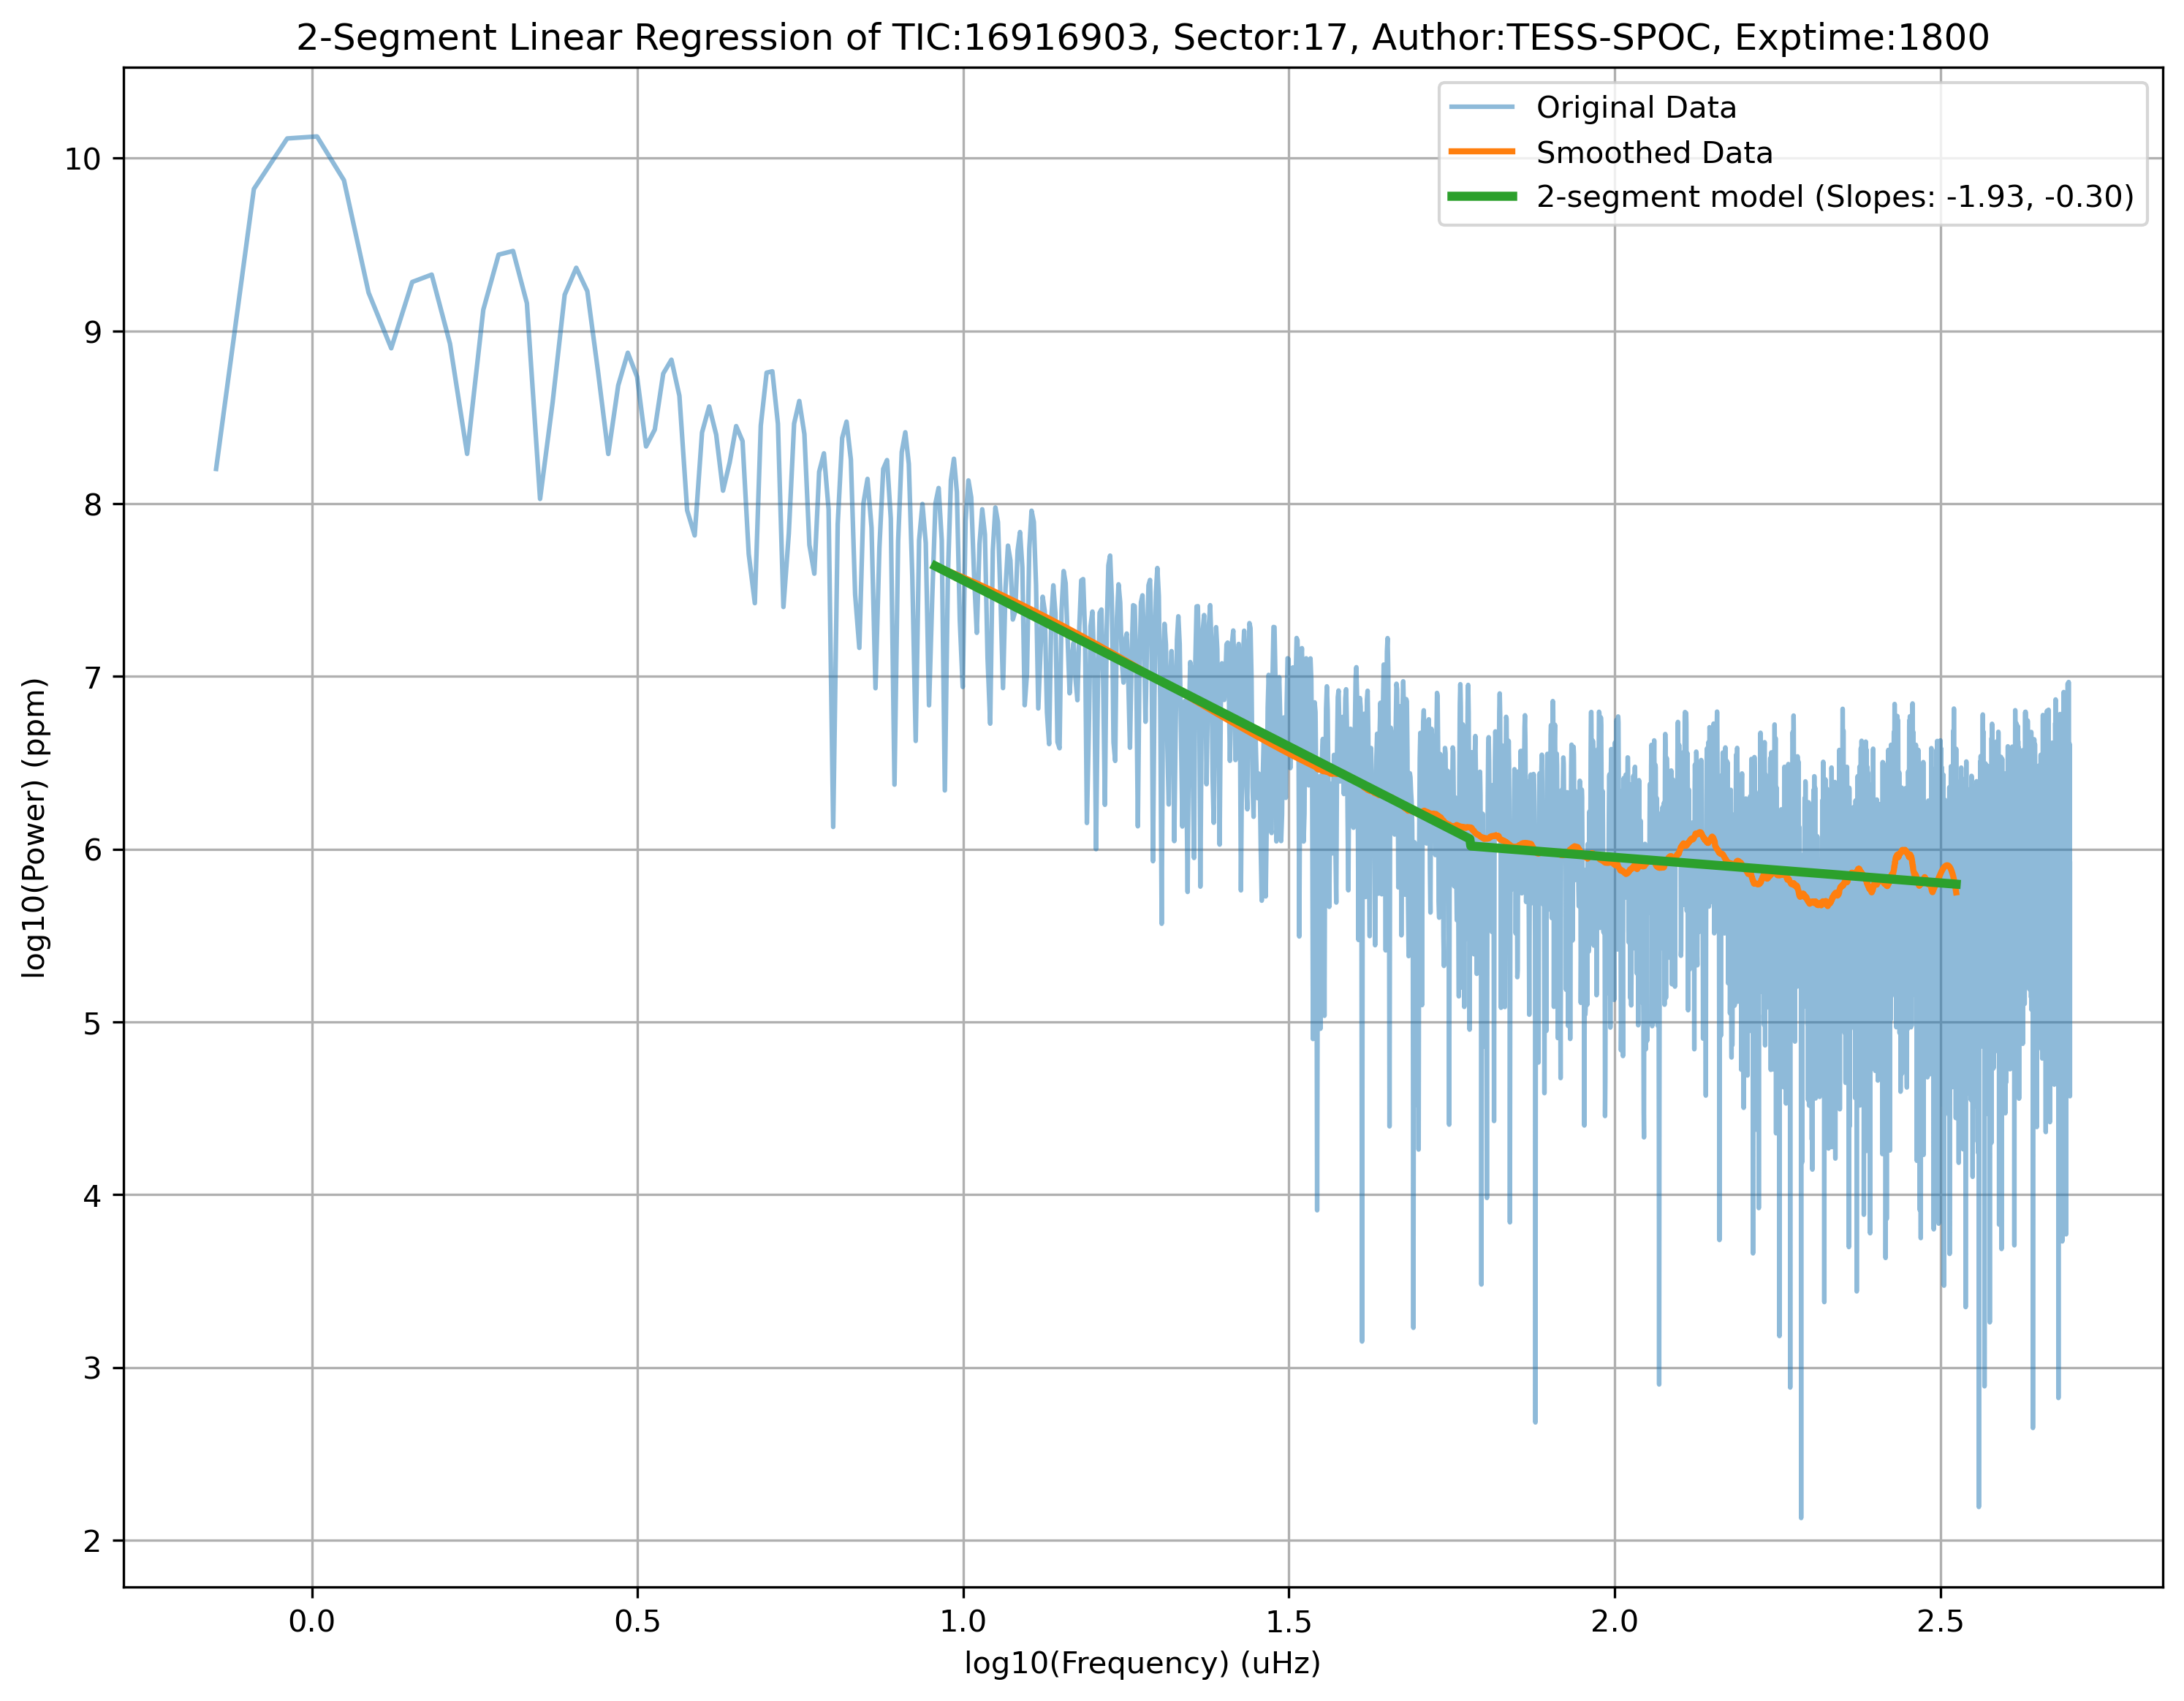 2-Segment Linear Regression of TIC:16916903, Sector:17, Author:TESS-SPOC, Exptime:1800
Original Data
Smoothed Data
2-segment model (Slopes: -1.93, -0.30)
log10(Power) (ppm)
10
9
8
7
6
5
4
3
2
0.0 0.5 1.0 1.5 2.0 2.5
log10(Frequency) (uHz)